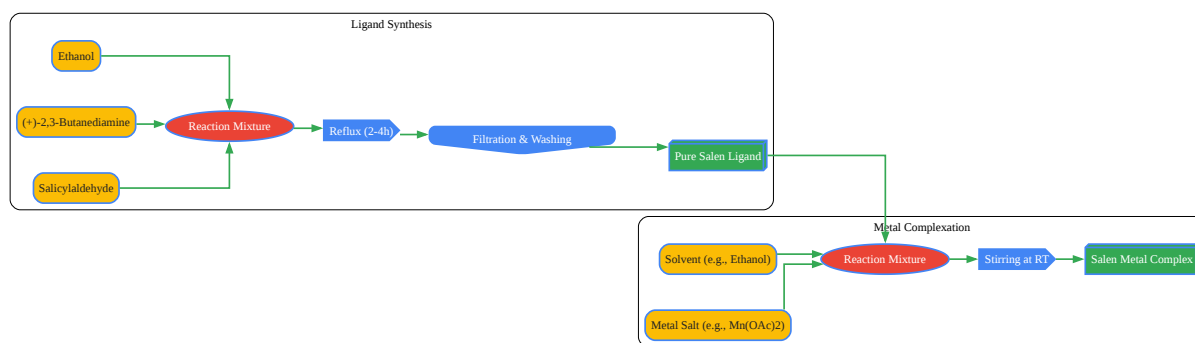 Ligand Synthesis
Ethanol
(+)-2,3-Butanediamine
Salicylaldehyde
Reaction Mixture
Reflux (2-4h)
Filtration & Washing
Pure Salen Ligand
Metal Complexation
Solvent (e.g., Ethanol)
Metal Salt (e.g., Mn(OAc)2)
Reaction Mixture
Stirring at RT
Salen Metal Complex